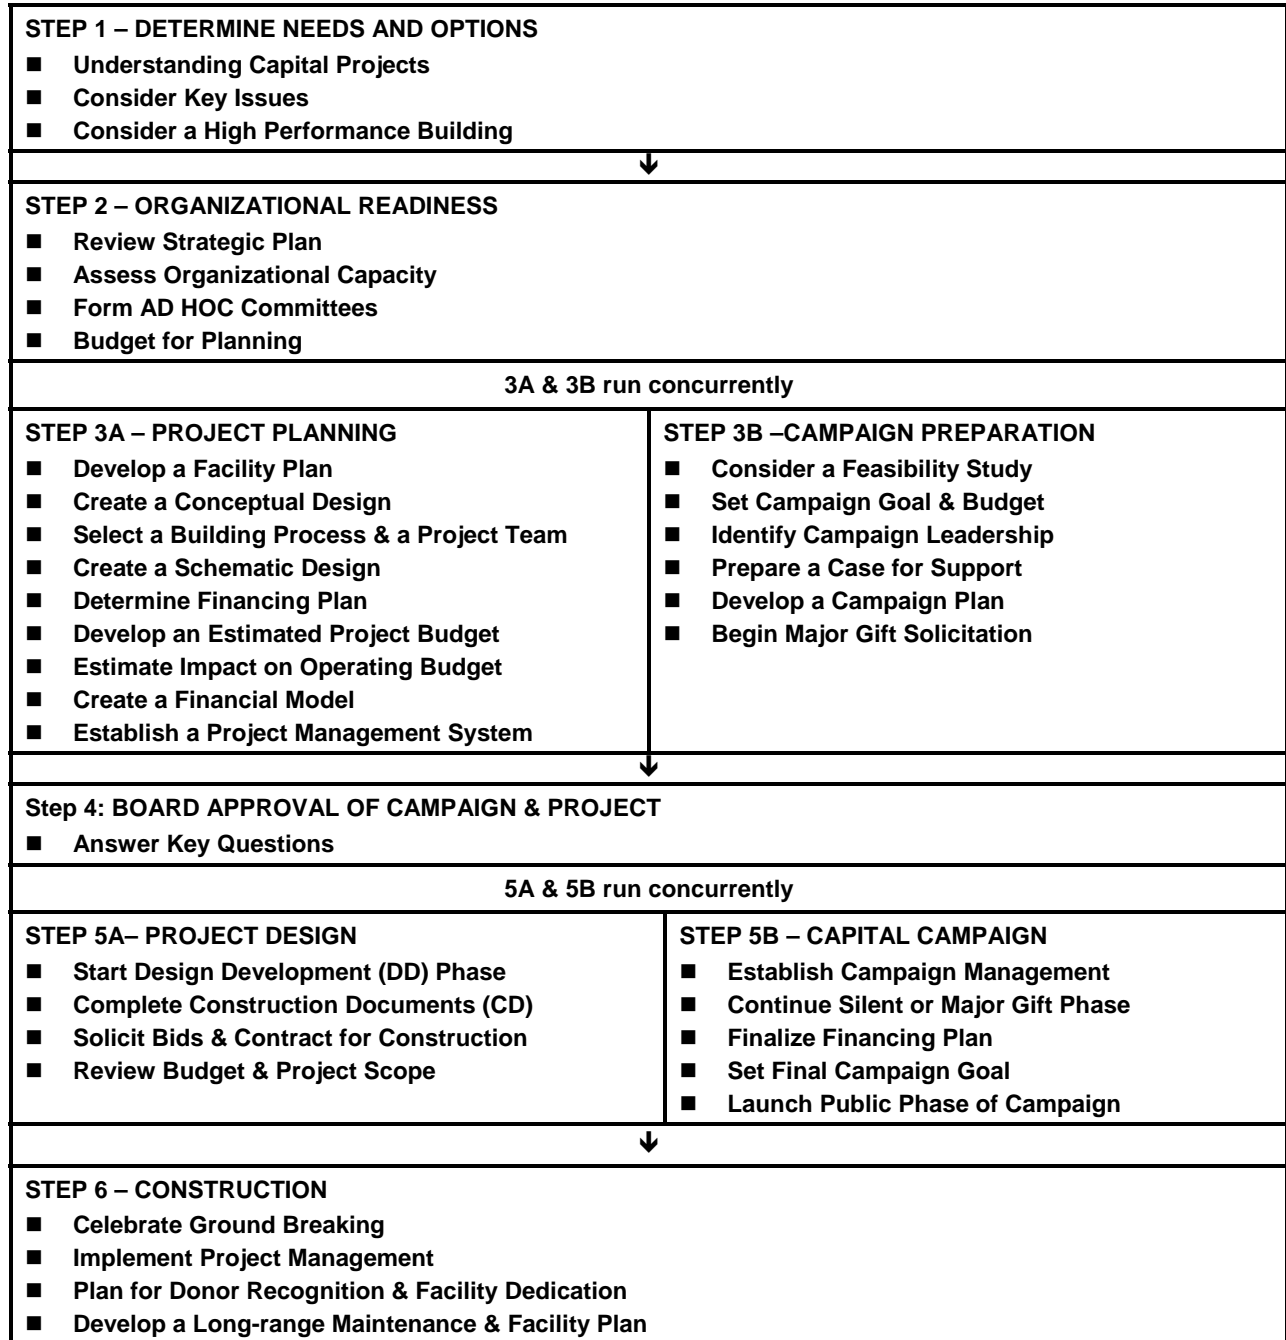 STEP 1 – DETERMINE NEEDS AND OPTIONS
■ Understanding Capital Projects
■ Consider Key Issues
■ Consider a High Performance Building
↓
STEP 2 – ORGANIZATIONAL READINESS
■ Review Strategic Plan
■ Assess Organizational Capacity
■ Form AD HOC Committees
■ Budget for Planning
3A & 3B run concurrently
STEP 3A – PROJECT PLANNING
■ Develop a Facility Plan
■ Create a Conceptual Design
■ Select a Building Process & a Project Team
■ Create a Schematic Design
■ Determine Financing Plan
■ Develop an Estimated Project Budget
■ Estimate Impact on Operating Budget
■ Create a Financial Model
■ Establish a Project Management System
STEP 3B –CAMPAIGN PREPARATION
■ Consider a Feasibility Study
■ Set Campaign Goal & Budget
■ Identify Campaign Leadership
■ Prepare a Case for Support
■ Develop a Campaign Plan
■ Begin Major Gift Solicitation
↓
Step 4: BOARD APPROVAL OF CAMPAIGN & PROJECT
■ Answer Key Questions
5A & 5B run concurrently
STEP 5A– PROJECT DESIGN
■ Start Design Development (DD) Phase
■ Complete Construction Documents (CD)
■ Solicit Bids & Contract for Construction
■ Review Budget & Project Scope
STEP 5B – CAPITAL CAMPAIGN
■ Establish Campaign Management
■ Continue Silent or Major Gift Phase
■ Finalize Financing Plan
■ Set Final Campaign Goal
■ Launch Public Phase of Campaign
↓
STEP 6 – CONSTRUCTION
■ Celebrate Ground Breaking
■ Implement Project Management
■ Plan for Donor Recognition & Facility Dedication
■ Develop a Long-range Maintenance & Facility Plan